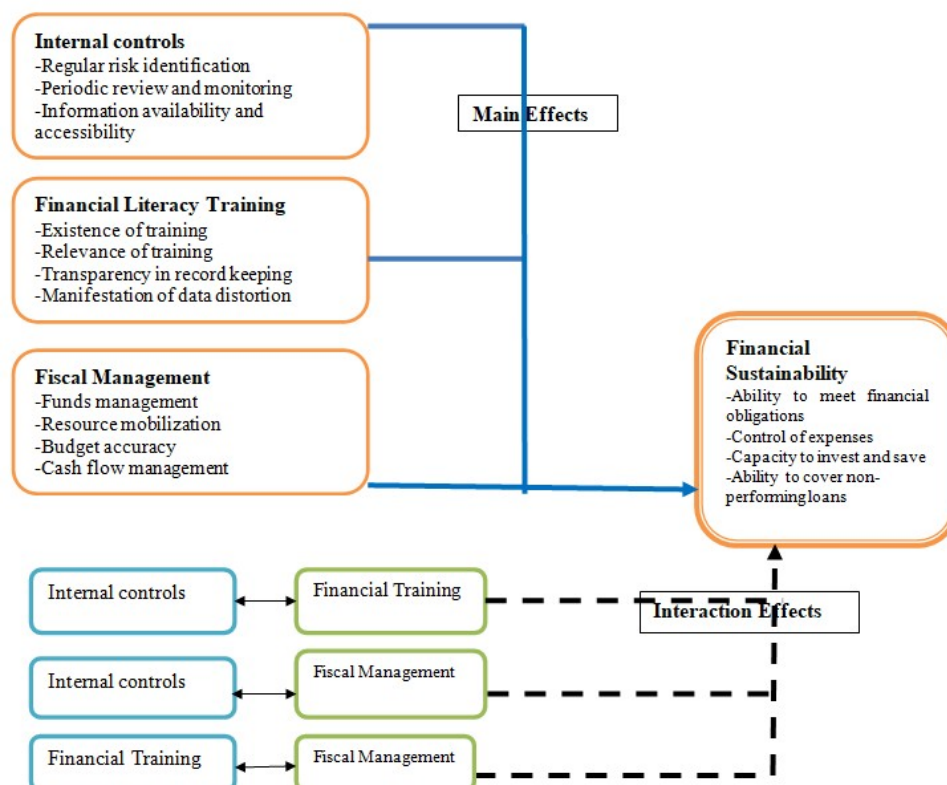 Internal controls
-Regular risk identification
-Periodic review and monitoring
-Information availability and
accessibility
Main Effects
Financial Literacy Training
-Existence of training
-Relevance of training
-Transparency in record keeping
-Manifestation of data distortion
Fiscal Management
-Funds management
-Resource mobilization
-Budget accuracy
-Cash flow management
Financial
Sustainability
-Ability to meet financial
obligations
-Control of expenses
-Capacity to invest and save
-Ability to cover non-
performing loans
Internal controls
Financial Training
Interaction Effects
Internal controls
Fiscal Management
Financial Training
Fiscal Management